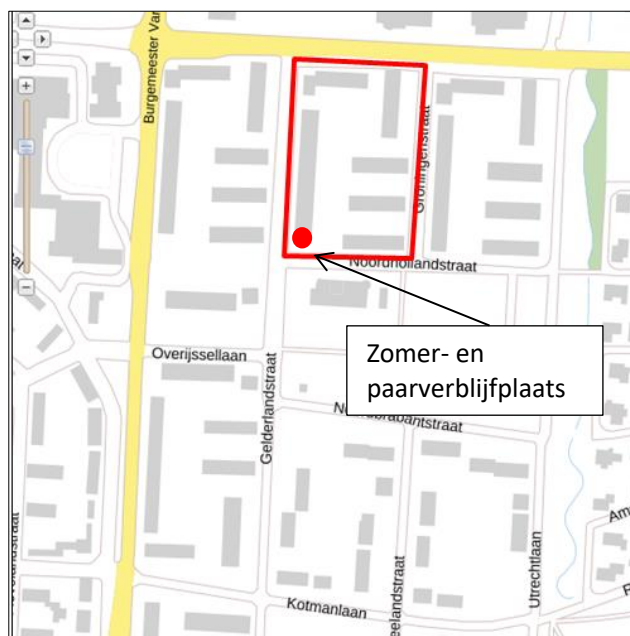 Burgemeester Van
Groningenstraat
Noordhollandstraat
Zomer- en
paarverblijfplaats
Overijssellaan
Gelderlandstraat
Utrechtlaan
Kotmanlaan